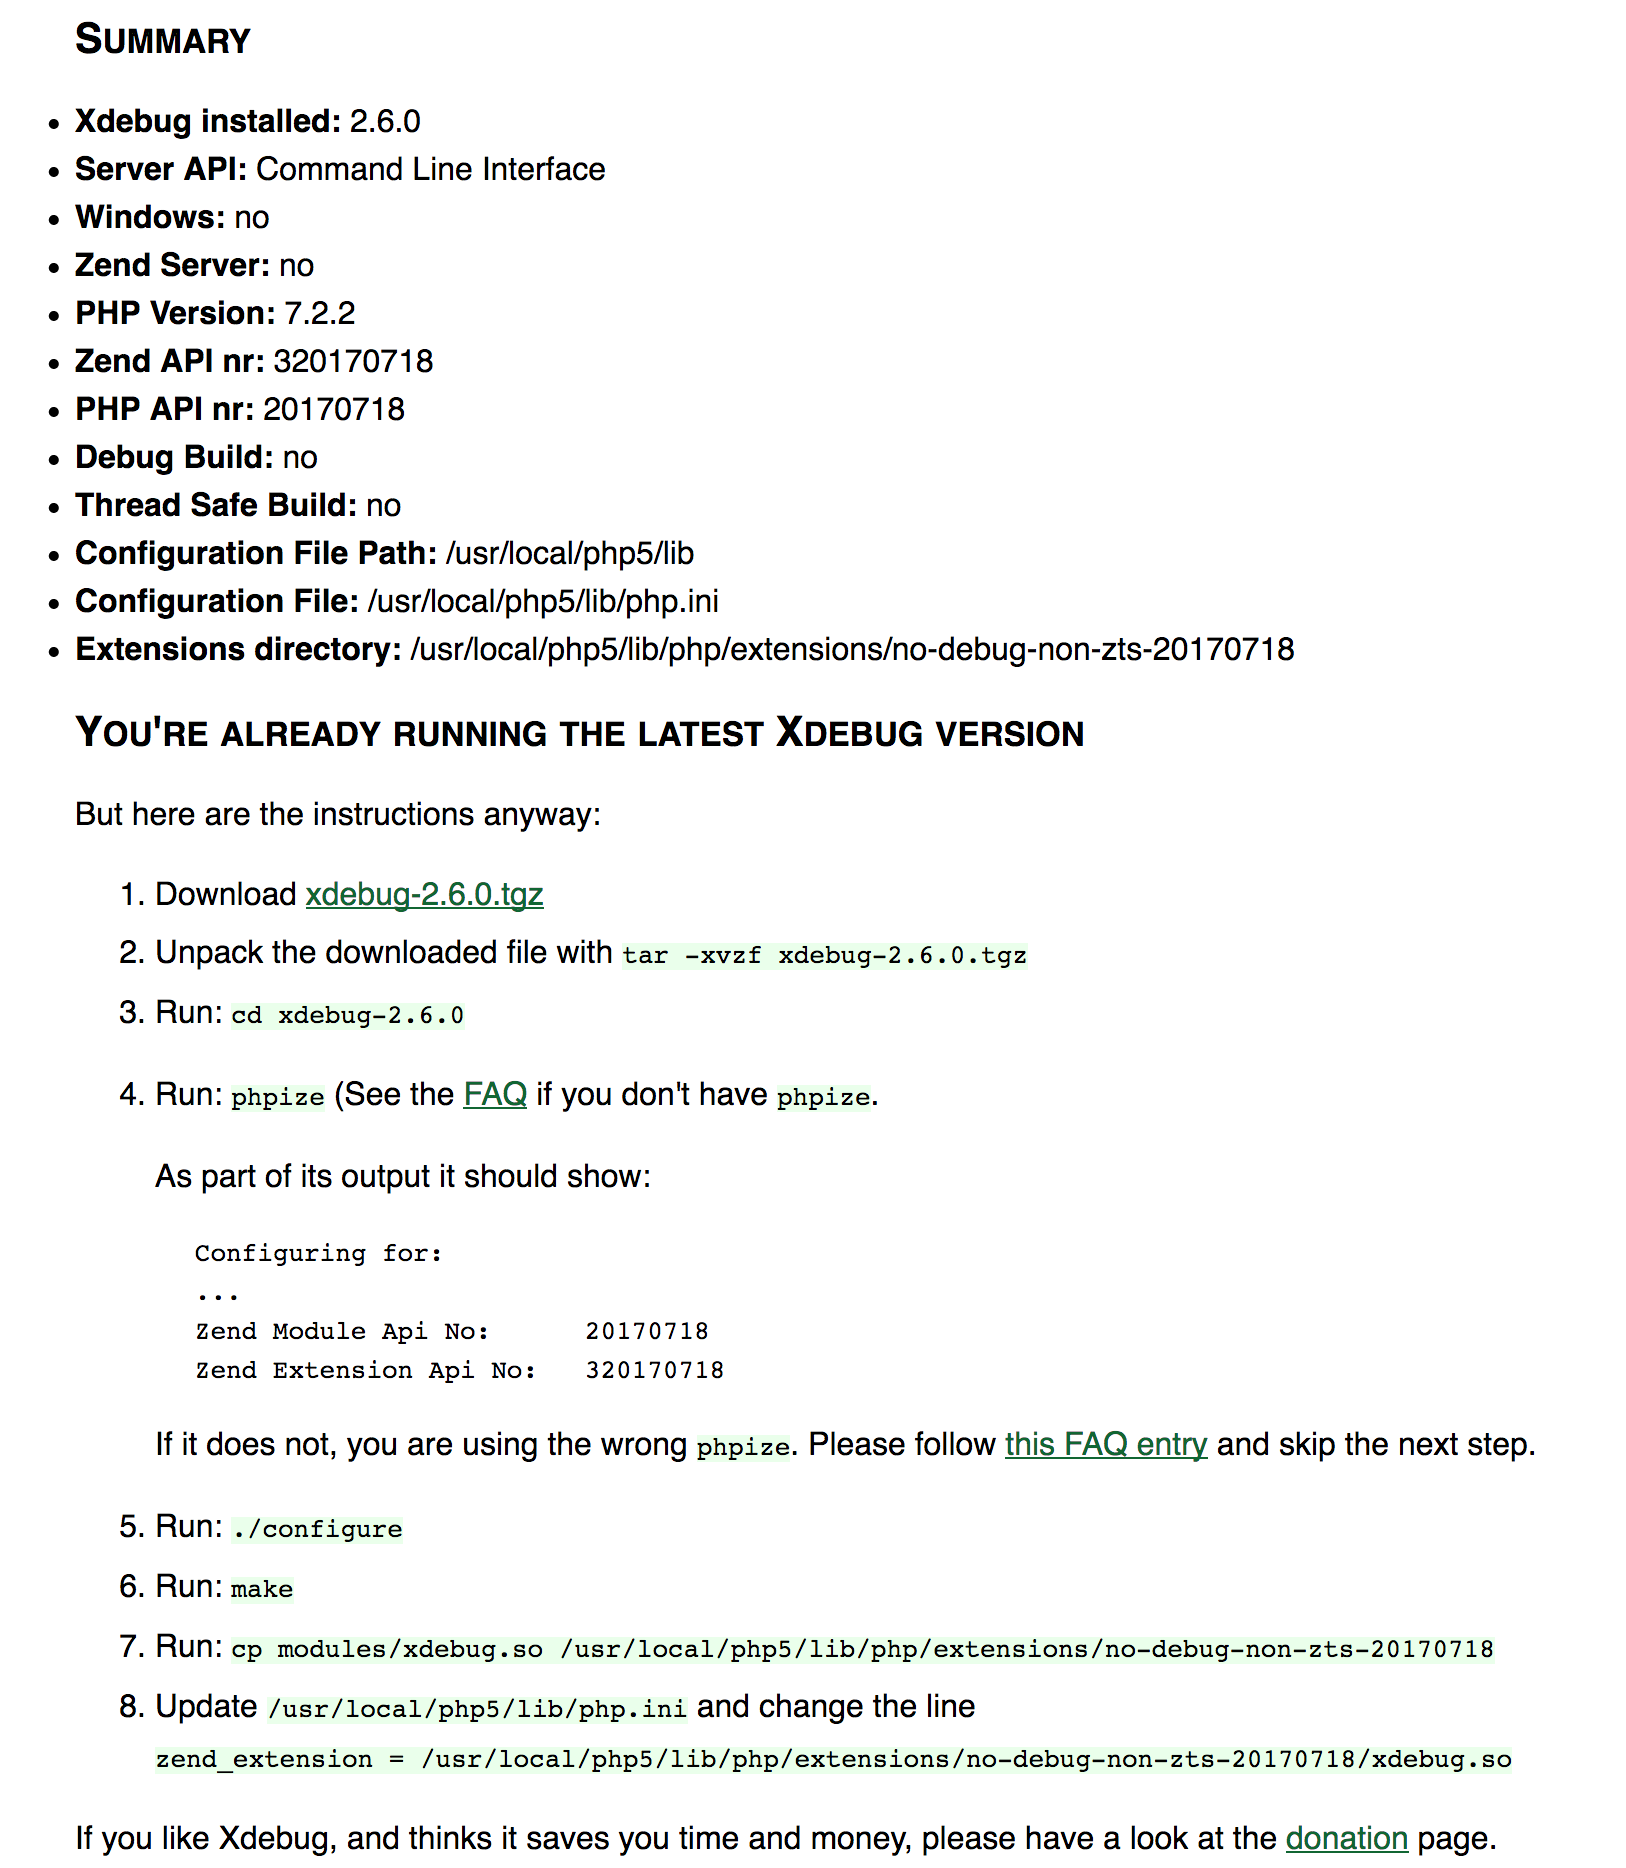 SUMMARY
• Xdebug installed: 2.6.0
• Server API: Command Line Interface
• Windows: no
• Zend Server: no
• PHP Version: 7.2.2
• Zend API nr: 320170718
• PHP API nr: 20170718
• Debug Build: no
• Thread Safe Build: no
• Configuration File Path: /usr/local/php5/lib
• Configuration File: /usr/local/php5/lib/php.ini
• Extensions directory: /usr/local/php5/lib/php/extensions/no-debug-non-zts-20170718
YOU'RE ALREADY RUNNING THE LATEST XDEBUG VERSION
But here are the instructions anyway:
1. Download xdebug-2.6.0.tgz
2. Unpack the downloaded file with tar -xvzf xdebug-2.6.0.tgz
3. Run: cd xdebug-2.6.0
4. Run: phpize (See the FAQ if you don't have phpize.
As part of its output it should show:
Configuring for:
...
Zend Module Api No:      20170718
Zend Extension Api No:   320170718
If it does not, you are using the wrong phpize. Please follow this FAQ entry and skip the next step.
5. Run: ./configure
6. Run: make
7. Run: cp modules/xdebug.so /usr/local/php5/lib/php/extensions/no-debug-non-zts-20170718
8. Update /usr/local/php5/lib/php.ini and change the line
zend_extension = /usr/local/php5/lib/php/extensions/no-debug-non-zts-20170718/xdebug.so
If you like Xdebug, and thinks it saves you time and money, please have a look at the donation page.